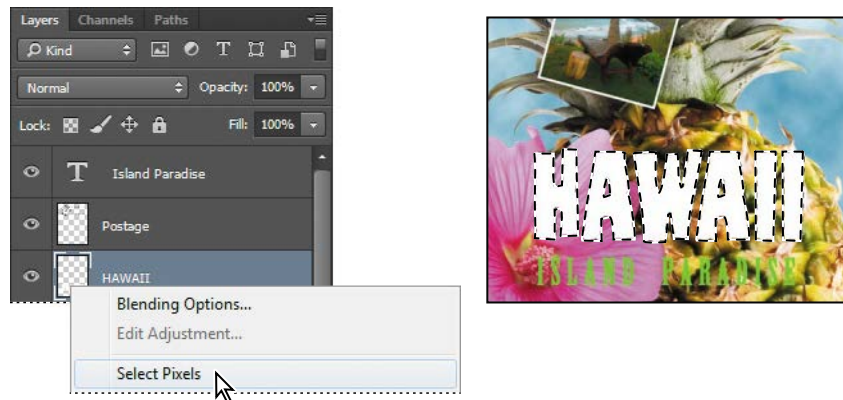 Layers Channels Paths
Kind T
Normal Opacity: 100%
Lock: Fill: 100%
T Island Paradise
Postage
HAWAII
Blending Options...
Edit Adjustment...
Select Pixels
HAWAII
ISLAND PARADISE